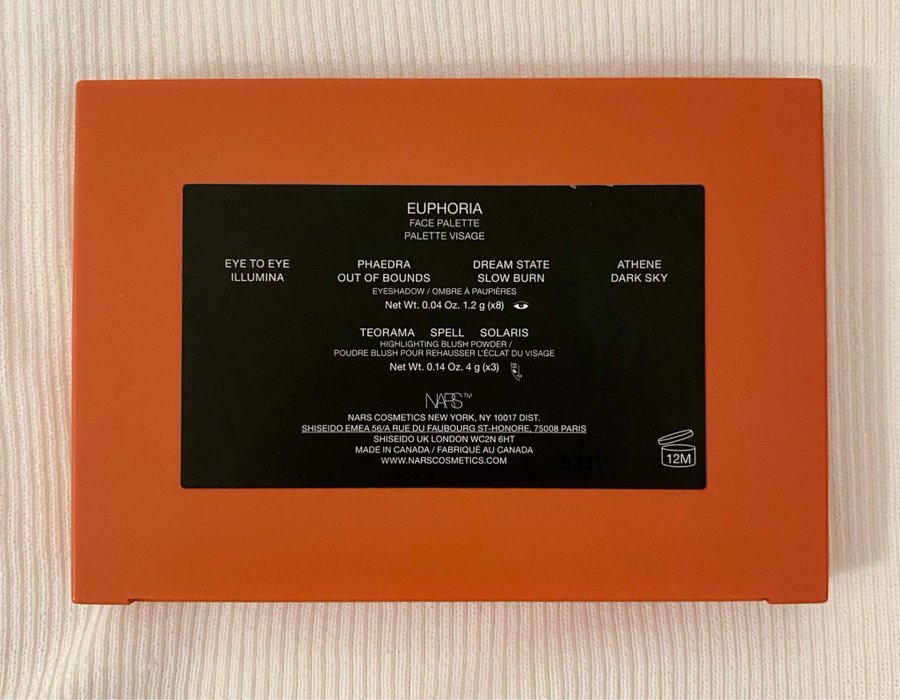 EUPHORIA
FACE PALETTE
PALETTE VISAGE
EYE TO EYE PHAEDRA DREAM STATE ATHENE
ILLUMINA OUT OF BOUNDS SLOW BURN DARK SKY
EYESHADOW / OMBRE À PAUPIÈRES
Net Wt. 0.04 Oz. 1.2 g (x8)
TEORAMA SPELL SOLARIS
HIGHLIGHTING BLUSH POWDER /
POUDRE BLUSH POUR REHAUSSER L'ÉCLAT DU VISAGE
Net Wt. 0.14 Oz. 4 g (x3)
NARS™
NARS COSMETICS NEW YORK, NY 10017 DIST.
SHISEIDO EMEA 56/A RUE DU FAUBOURG ST-HONORE, 75008 PARIS
SHISEIDO UK LONDON WC2N 6HT
MADE IN CANADA / FABRIQUÉ AU CANADA
WWW.NARSCOSMETICS.COM
12M